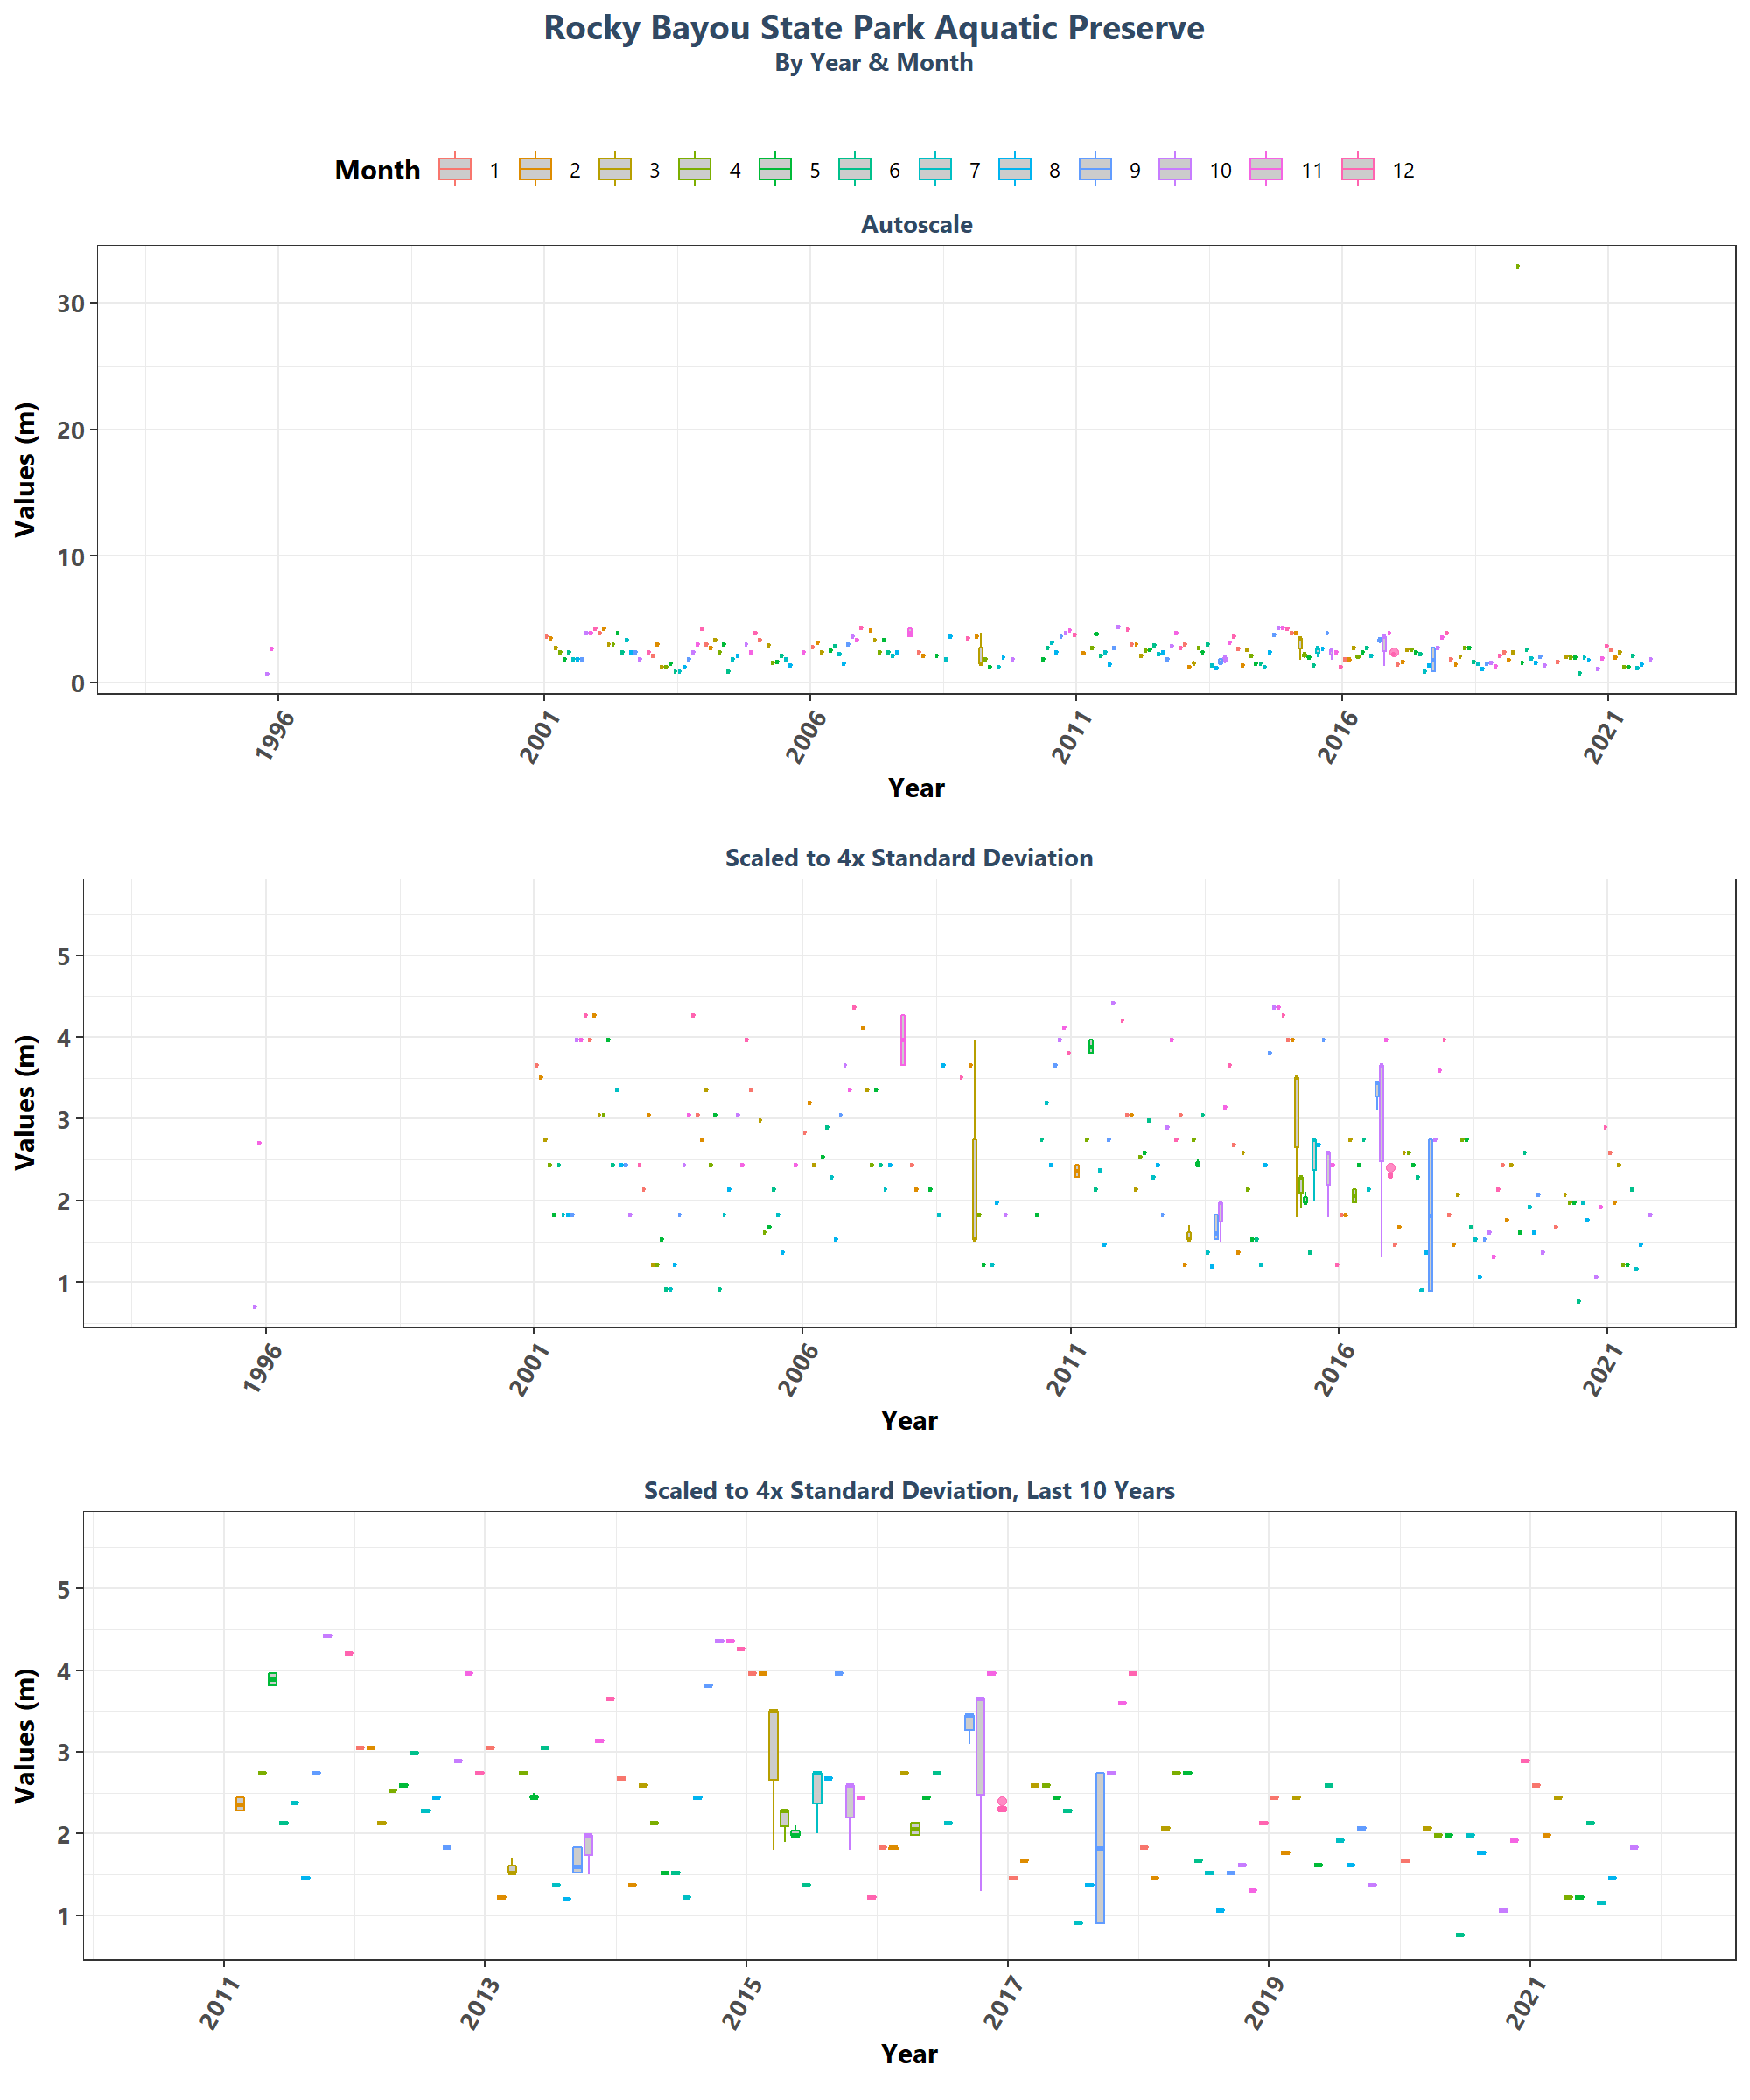 Rocky Bayou State Park Aquatic Preserve
By Year & Month
Month 1 2 3 4 5 6 7 8 9 10 11 12
Autoscale
Values (m)
30
20
10
0
1996 2001 2006 2011 2016 2021
Year
Scaled to 4x Standard Deviation
Values (m)
5
4
3
2
1
1996 2001 2006 2011 2016 2021
Year
Scaled to 4x Standard Deviation, Last 10 Years
Values (m)
5
4
3
2
1
2011 2013 2015 2017 2019 2021
Year